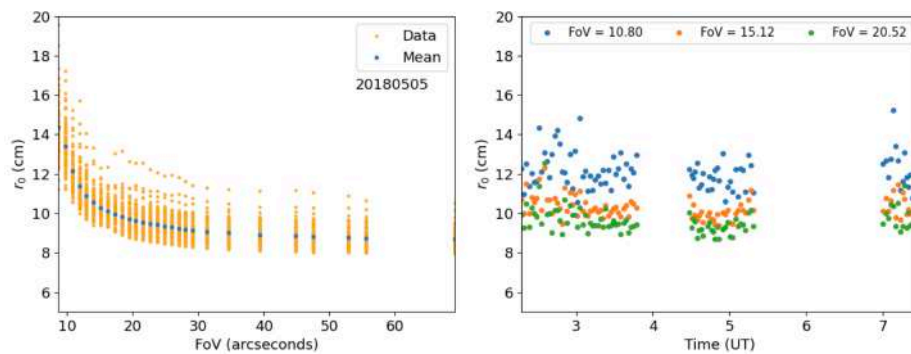 20
18
16
14
12
10
8
6
r₀ (cm)
10 20 30 40 50 60
FoV (arcseconds)
Data
Mean
20180505
20
18
16
14
12
10
8
6
r₀ (cm)
FoV = 10.80 FoV = 15.12 FoV = 20.52
3 4 5 6 7
Time (UT)